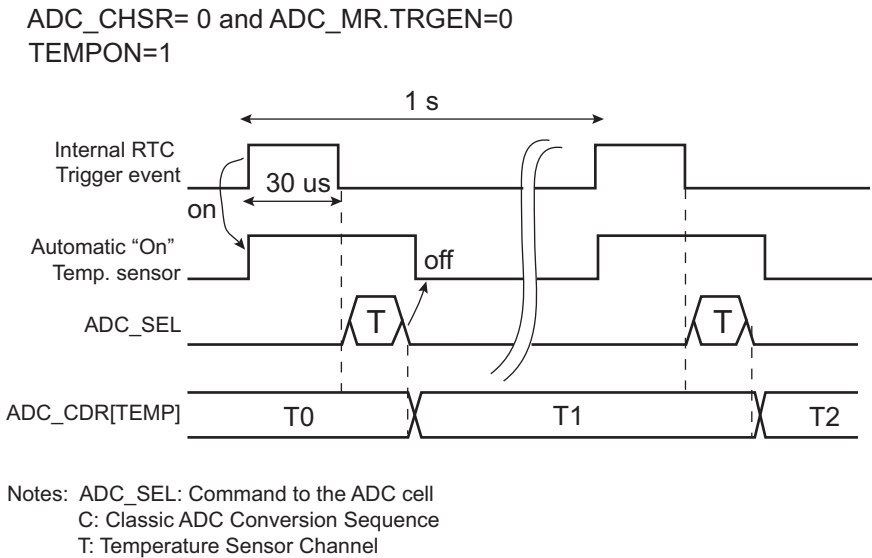 ADC_CHSR= 0 and ADC_MR.TRGEN=0
TEMPON=1
1 s
Internal RTC
Trigger event
30 us
on
Automatic “On”
Temp. sensor
off
ADC_SEL
T
T
ADC_CDR[TEMP]
T0
T1
T2
Notes: ADC_SEL: Command to the ADC cell
C: Classic ADC Conversion Sequence
T: Temperature Sensor Channel